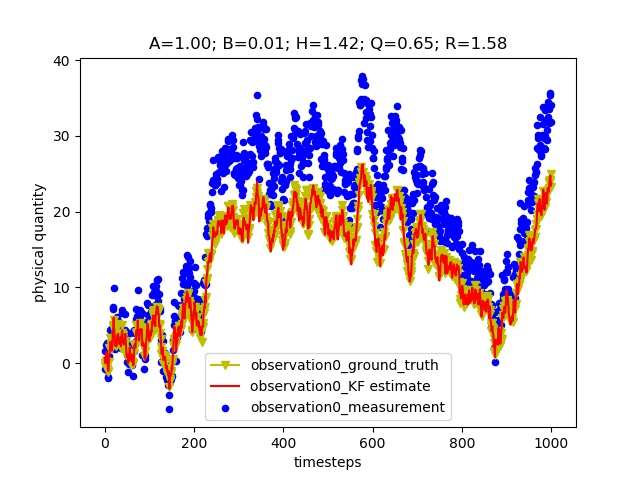 A=1.00; B=0.01; H=1.42; Q=0.65; R=1.58
40
30
20
10
0
physical quantity
observation0_ground_truth
observation0_KF estimate
observation0_measurement
0 200 400 600 800 1000
timesteps